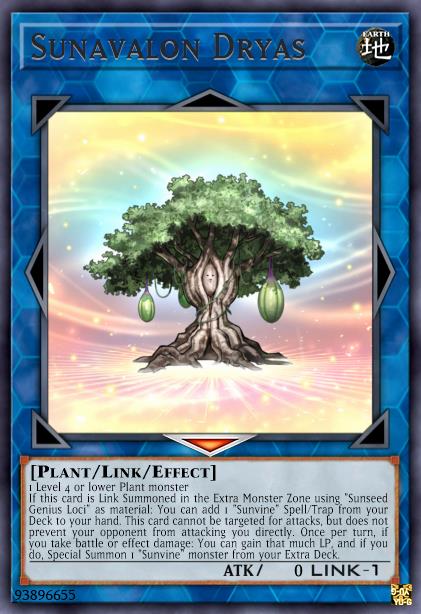 Sunavalon Dryas
EARTH
地
[Plant/Link/Effect]
1 Level 4 or lower Plant monster
If this card is Link Summoned in the Extra Monster Zone using "Sunseed
Genius Loci" as material: You can add 1 "Sunvine" Spell/Trap from your
Deck to your hand. This card cannot be targeted for attacks, but does not
prevent your opponent from attacking you directly. Once per turn, if
you take battle or effect damage: You can gain that much LP, and if you
do, Special Summon 1 "Sunvine" monster from your Extra Deck.
ATK/ 0 LINK-1
93896655